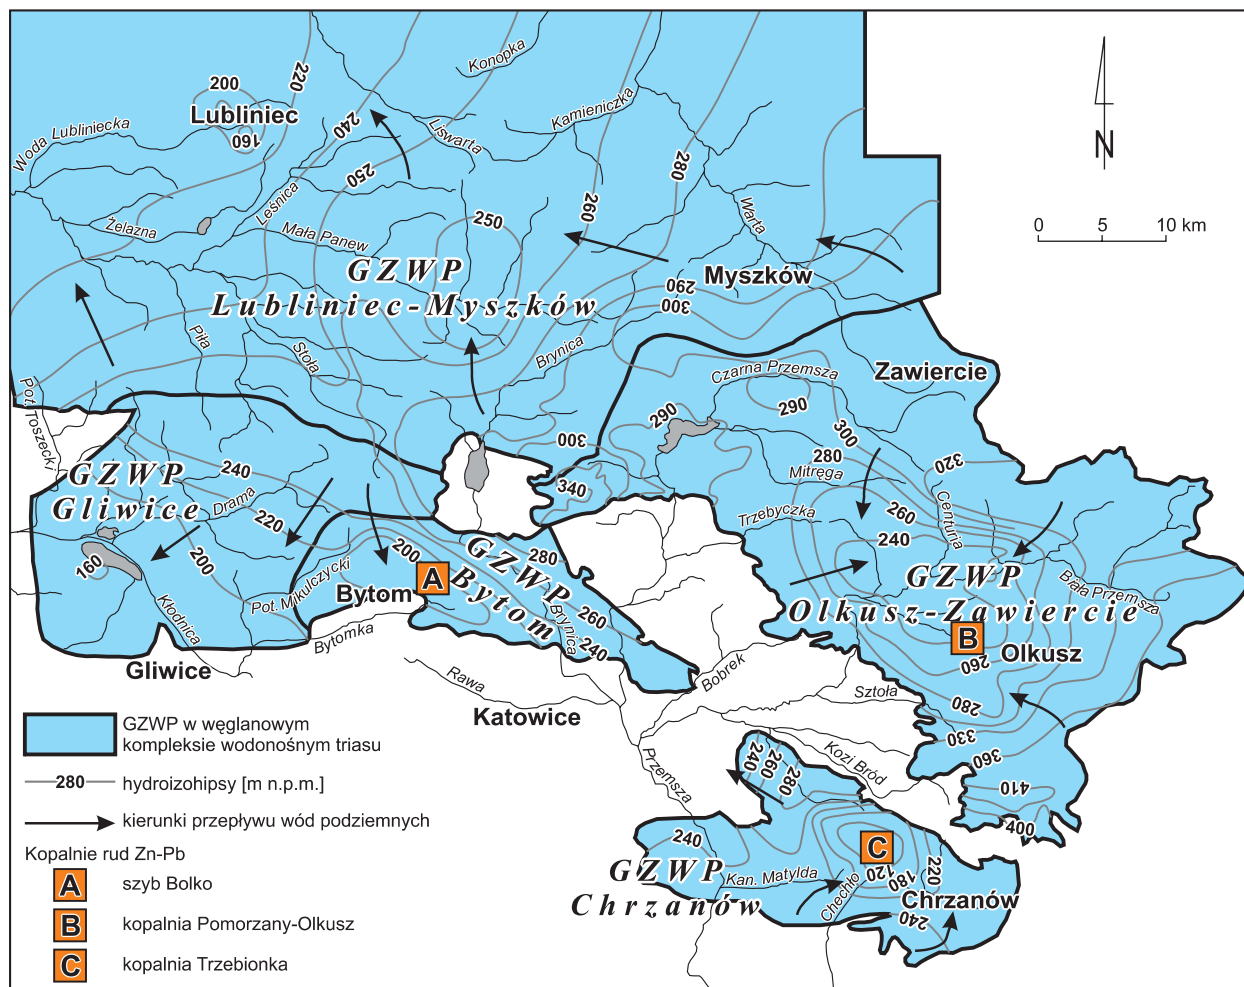 220
Konopka
200
Lubliniec
160
Woda Lubliniecka
240
Liswarta
Kamieniczka
280
N
250
Leśnica
260
Warta
0 5 10 km
Żelazna
250
Mała Panew
GZWP
Lubliniec-Myszków
Myszków
290
300
Piła
Stoła
Brynica
Czarna Przemsza
Zawiercie
Pot. Toszecki
290
290
300
300
320
240
280
Mitręga
GZWP
Gliwice
Drama
340
220
Trzebyczka
260
Centuria
240
200
160
200
280
GZWP
Bytom
GZWP
Olkusz-Zawiercie
Biała Przemsza
Pot. Mikulczycki
Bytom
A
Brynica
260
240
B
Olkusz
260
Kłodnica
Bytomka
Gliwice
Rawa
Bobrek
Sztoła
280
Katowice
330
360
Przemsza
Kozi Bród
240
260
280
410
400
GZWP w węglanowym
kompleksie wodonośnym triasu
280 hydroizohipsy [m n.p.m.]
kierunki przepływu wód podziemnych
Kopalnie rud Zn-Pb
A szyb Bolko
B kopalnia Pomorzany-Olkusz
C kopalnia Trzebionka
240
C
120
180
220
GZWP
Chrzanów
Kan. Matylda
Chechło
Chrzanów
240